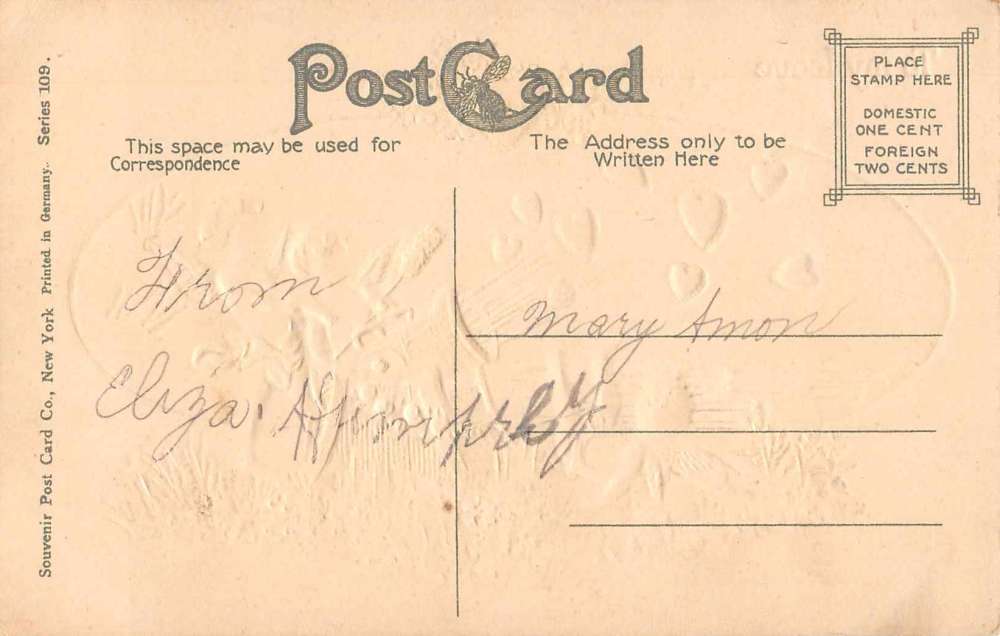 Post Card
This space may be used for
Correspondence
The Address only to be
Written Here
PLACE
STAMP HERE
DOMESTIC
ONE CENT
FOREIGN
TWO CENTS
Souvenir Post Card Co., New York Printed in Germany. Series 109.
From
Eliza
Mary Amon